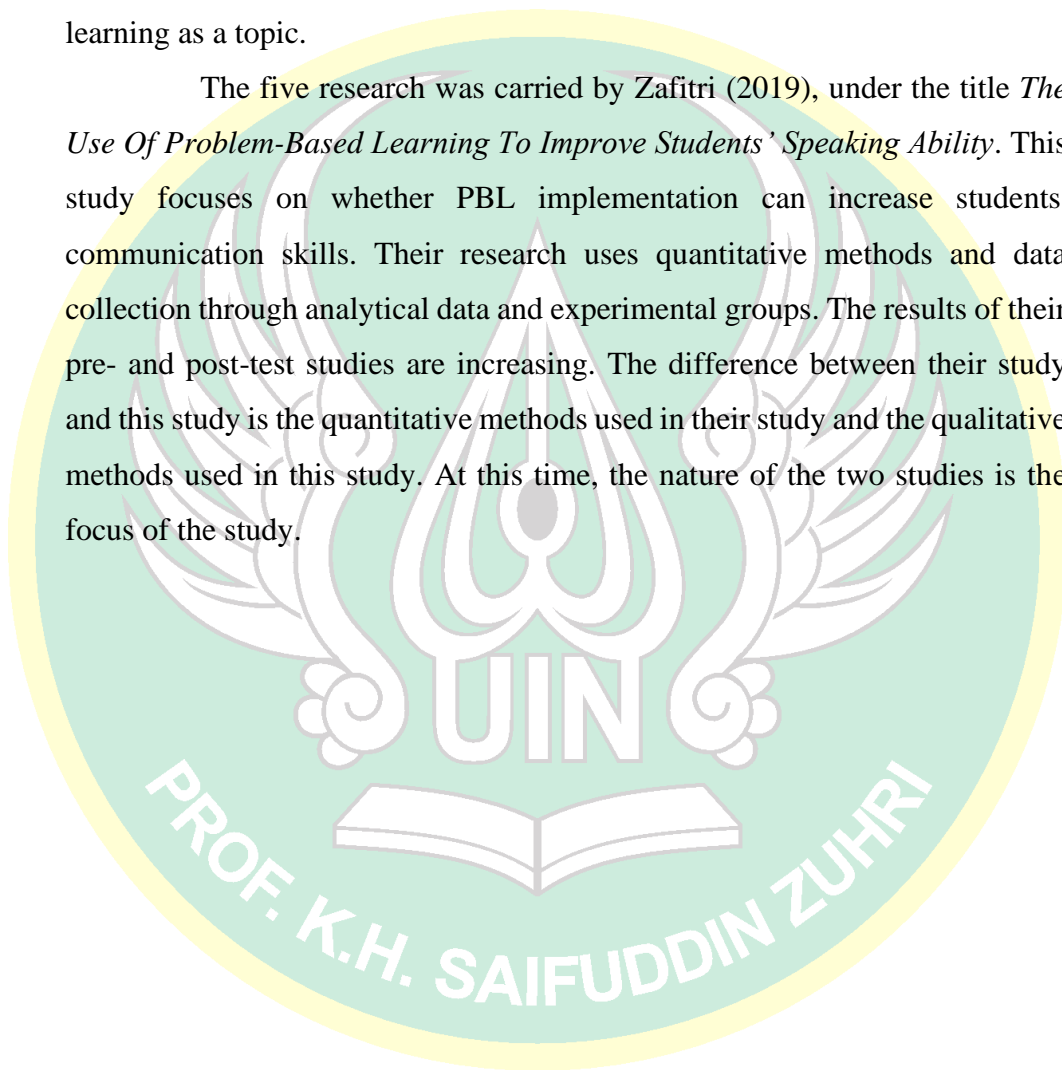 learning as a topic.
The five research was carried by Zafitri (2019), under the title The
Use Of Problem-Based Learning To Improve Students’ Speaking Ability. This
study focuses on whether PBL implementation can increase students
communication skills. Their research uses quantitative methods and data
collection through analytical data and experimental groups. The results of their
pre- and post-test studies are increasing. The difference between their study
and this study is the quantitative methods used in their study and the qualitative
methods used in this study. At this time, the nature of the two studies is the
focus of the study.
UIN
PROF. K.H. SAIFUDDIN ZUHRI